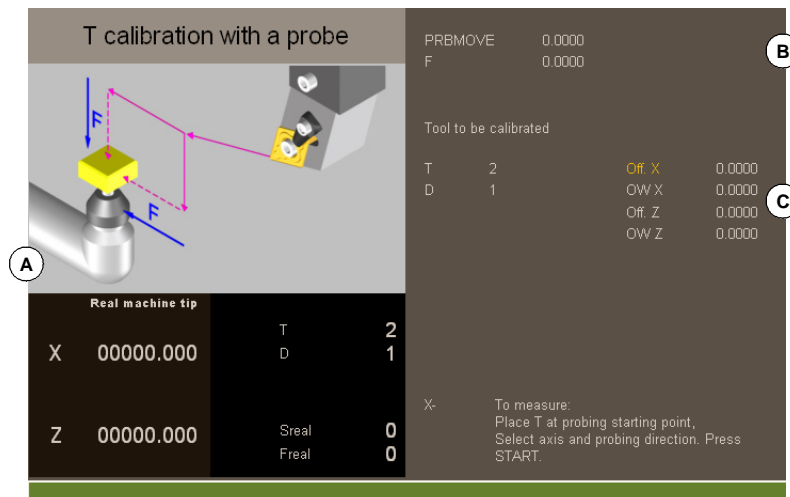 T calibration with a probe
F
F
A
Real machine tip
X 00000.000
Z 00000.000
T 2
D 1
Sreal 0
Freal 0
PRBMOVE 0.0000
F 0.0000
B
Tool to be calibrated
T 2 Off. X 0.0000
D 1 OW X 0.0000
Off. Z 0.0000
OW Z 0.0000
C
X- To measure:
Place T at probing starting point,
Select axis and probing direction. Press
START.